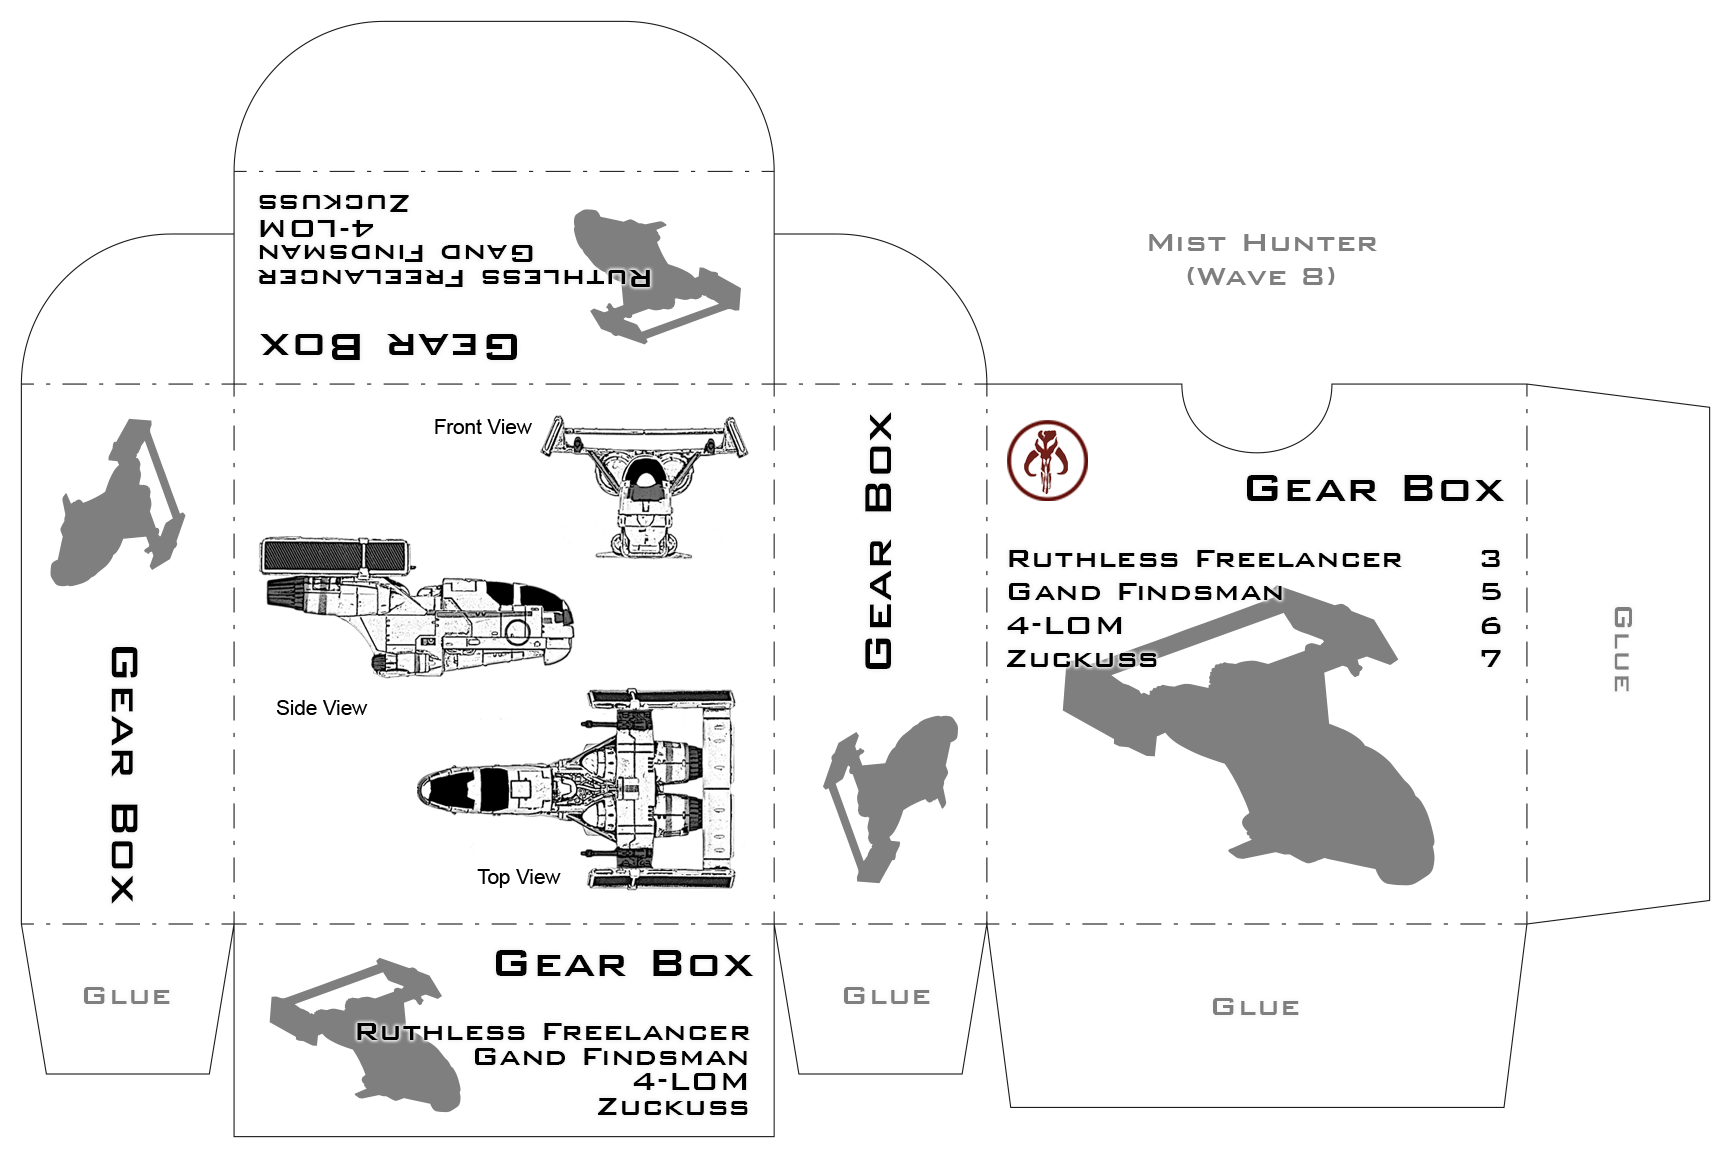 Zuckuss
4-LOM
Gand Findsman
Ruthless Freelancer
Gear Box
Mist Hunter
(Wave 8)
Front View
Side View
Top View
Gear Box
Gear Box
Gear Box
Ruthless Freelancer 3
Gand Findsman 5
4-LOM 6
Zuckuss 7
Glue
Glue
Gear Box
Ruthless Freelancer
Gand Findsman
4-LOM
Zuckuss
Glue
Glue